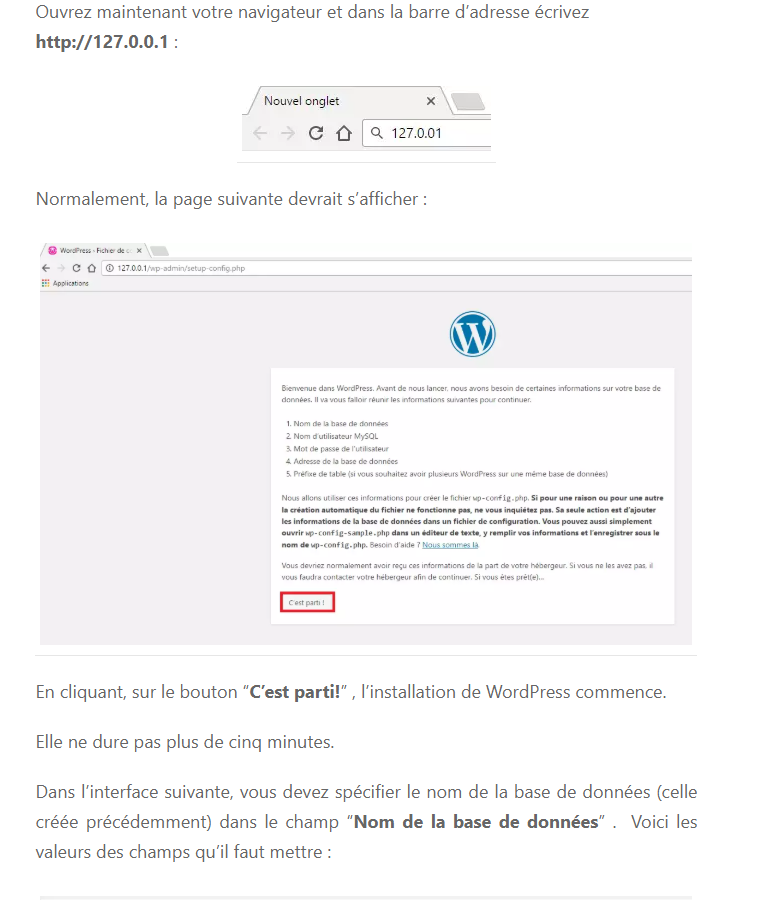 Ouvrez maintenant votre navigateur et dans la barre d’adresse écrivez
http://127.0.0.1 :
Nouvel onglet
127.0.01
Normalement, la page suivante devrait s’afficher :
WordPress › Fichier de c
127.0.0.1/wp-admin/setup-config.php
Applications
Bienvenue dans WordPress. Avant de nous lancer, nous avons besoin de certaines informations sur votre base de
données. Il va vous falloir réunir les informations suivantes pour continuer.
1. Nom de la base de données
2. Nom d’utilisateur MySQL
3. Mot de passe de l’utilisateur
4. Adresse de la base de données
5. Préfixe de table (si vous souhaitez avoir plusieurs WordPress sur une même base de données)
Nous allons utiliser ces informations pour créer le fichier wp-config.php. Si pour une raison ou pour une autre
la création automatique du fichier ne fonctionne pas, ne vous inquiétez pas. Sa seule action est d’ajouter
les informations de la base de données dans un fichier de configuration. Vous pouvez aussi simplement
ouvrir wp-config-sample.php dans un éditeur de texte, y remplir vos informations et l’enregistrer sous le
nom de wp-config.php. Besoin d’aide ? Nous sommes là.
Vous devriez normalement avoir reçu ces informations de la part de votre hébergeur. Si vous ne les avez pas, il
vous faudra contacter votre hébergeur afin de continuer. Si vous êtes prêt(e)…
C’est parti !
En cliquant, sur le bouton “C’est parti!” , l’installation de WordPress commence.
Elle ne dure pas plus de cinq minutes.
Dans l’interface suivante, vous devez spécifier le nom de la base de données (celle
créée précédemment) dans le champ “Nom de la base de données” . Voici les
valeurs des champs qu’il faut mettre :